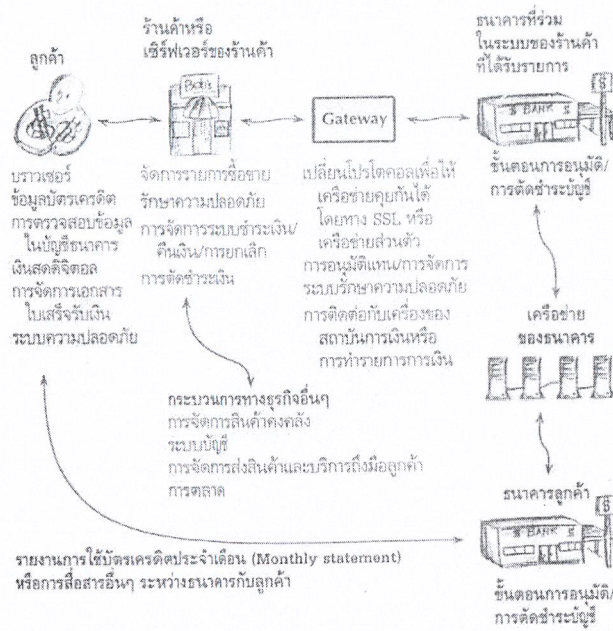 ลูกค้า
ร้านค้าหรือ
เซิร์ฟเวอร์ของร้านค้า
ธนาคารที่ร่วม
ในระบบของร้านค้า
ที่ได้รับรายการ
Bob's
Gateway
$
$ BANK $
บราวเซอร์
ข้อมูลบัตรเครดิต
การตรวจสอบข้อมูล
ในบัญชีธนาคาร
เงินสดดิจิตอล
การจัดการเอกสาร
ใบเสร็จรับเงิน
ระบบความปลอดภัย
จัดการรายการซื้อขาย
รักษาความปลอดภัย
การจัดการระบบชำระเงิน/
คืนเงิน/การยกเลิก
การตัดชำระเงิน
เปลี่ยนโปรโตคอลเพื่อให้
เครือข่ายคุยกันได้
โดยทาง SSL หรือ
เครือข่ายส่วนตัว
การอนุมัติแทน/การจัดการ
ระบบรักษาความปลอดภัย
การติดต่อกับเครื่องของ
สถาบันการเงินหรือ
การทำรายการการเงิน
ขั้นตอนการอนุมัติ/
การตัดชำระบัญชี
เครือข่าย
ของธนาคาร
กระบวนการทางธุรกิจอื่นๆ
การจัดการสินค้าคงคลัง
ระบบบัญชี
การจัดการส่งสินค้าและบริการถึงมือลูกค้า
การตลาด
ธนาคารลูกค้า
$
$ BANK $
รายงานการใช้บัตรเครดิตประจำเดือน (Monthly statement)
หรือการสื่อสารอื่นๆ ระหว่างธนาคารกับลูกค้า
ขั้นตอนการอนุมัติ/
การตัดชำระบัญชี